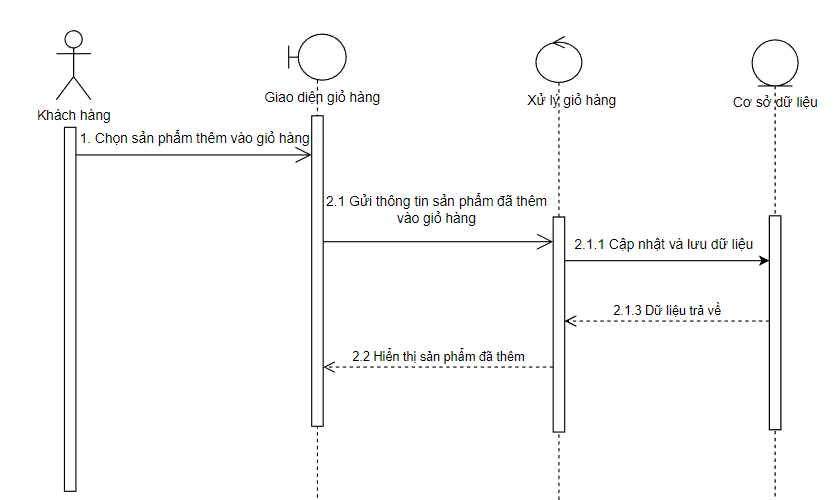 Khách hàng
Giao diện giỏ hàng
Xử lý giỏ hàng
Cơ sở dữ liệu
1. Chọn sản phẩm thêm vào giỏ hàng
2.1 Gửi thông tin sản phẩm đã thêm
vào giỏ hàng
2.1.1 Cập nhật và lưu dữ liệu
2.1.3 Dữ liệu trả về
2.2 Hiển thị sản phẩm đã thêm